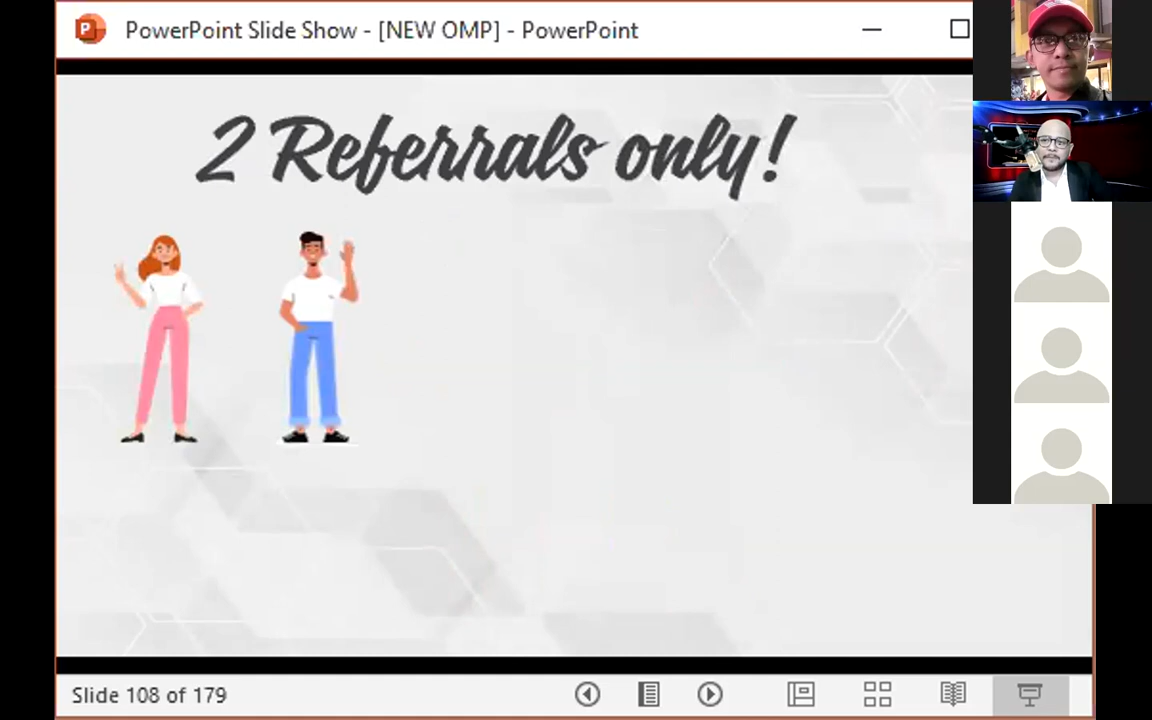 PowerPoint Slide Show - [NEW OMP] - PowerPoint
2 Referrals only!
Slide 108 of 179